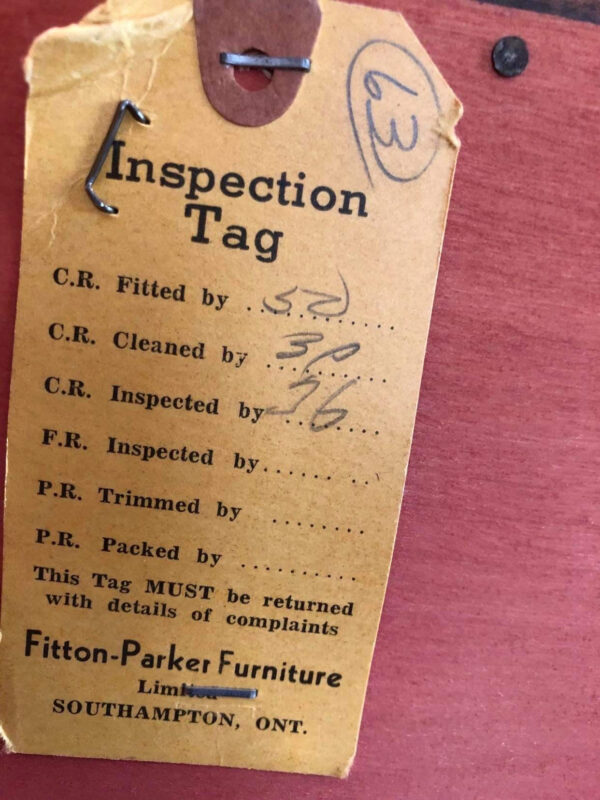 63
Inspection
Tag
C.R. Fitted by ..............
C.R. Cleaned by ........... 
C.R. Inspected by 36 ........
F.R. Inspected by...... ..
P.R. Trimmed by ........
P.R. Packed by ..........
This Tag MUST be returned
with details of complaints
Fitton-Parker Furniture
Limited
SOUTHAMPTON, ONT.